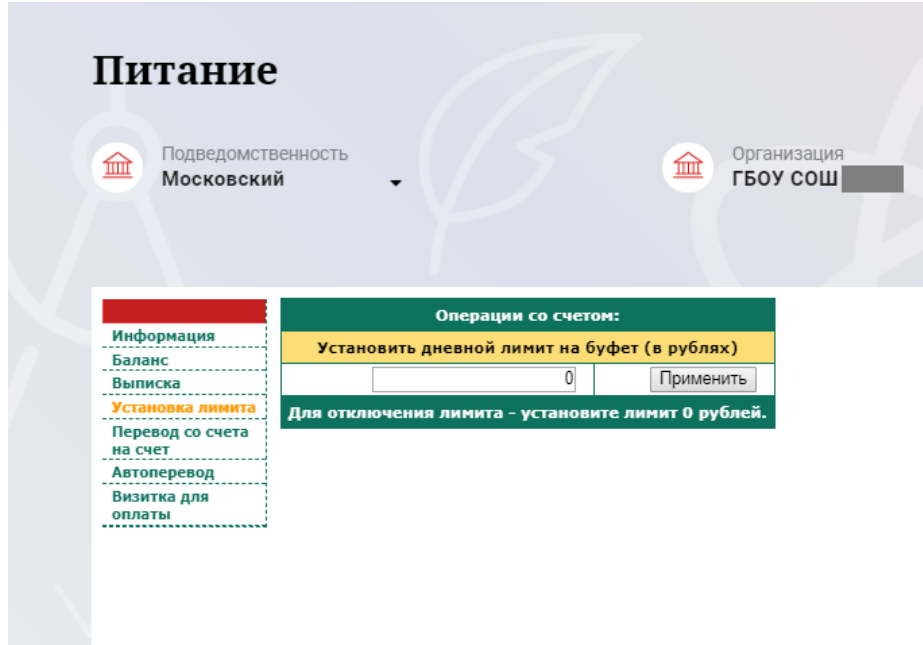 Питание
Подведомственность
Московский
Организация
ГБОУ СОШ
Информация
Баланс
Выписка
Установка лимита
Перевод со счета
на счет
Автоперевод
Визитка для
оплаты
Операции со счетом:
Установить дневной лимит на буфет (в рублях)
0
Применить
Для отключения лимита - установите лимит 0 рублей.